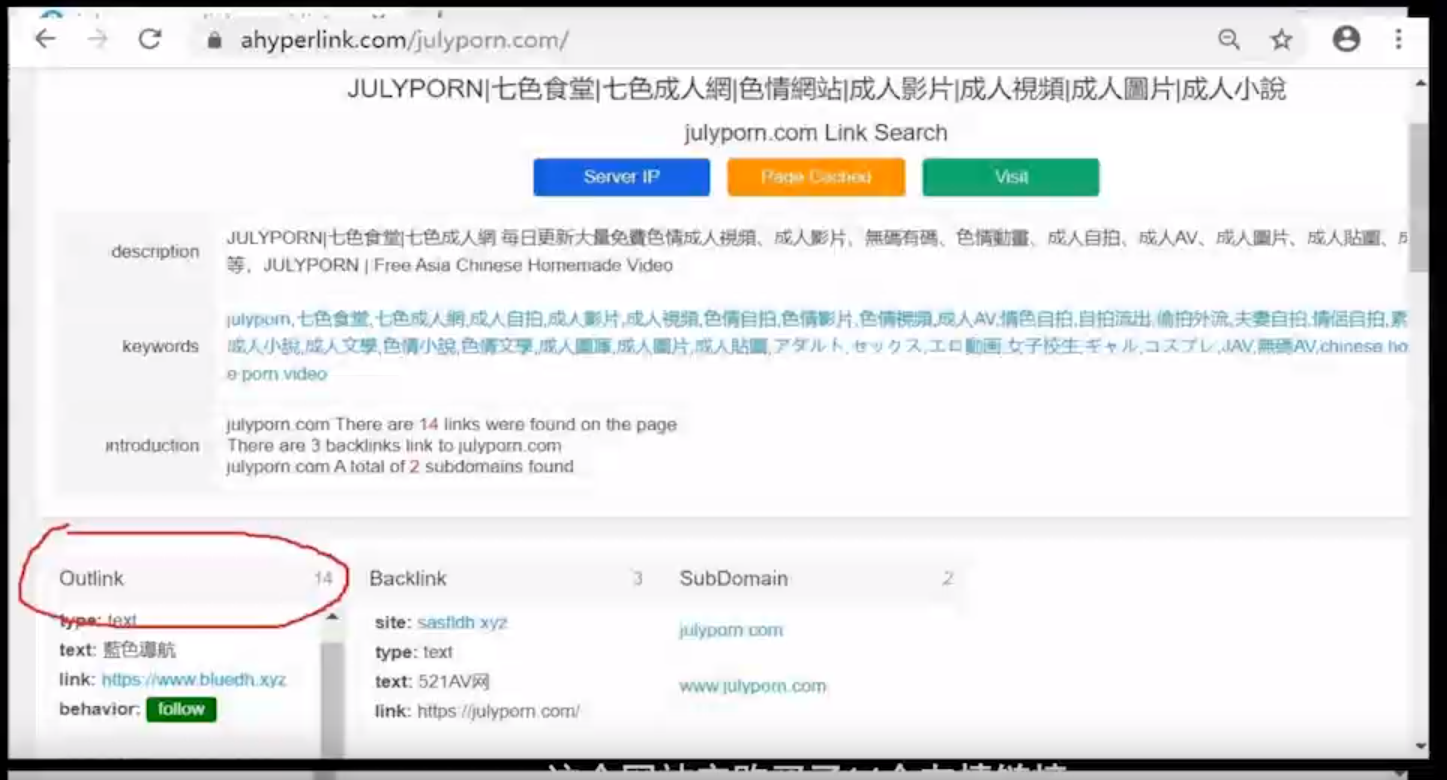 ahyperlink.com/julyporn.com/
JULYPORN|七色食堂|七色成人網|色情網站|成人影片|成人視頻|成人圖片|成人小說
julyporn.com Link Search
Server IP
Page Cached
Visit
description
JULYPORN|七色食堂|七色成人網 每日更新大量免費色情成人視頻、成人影片，無碼有碼、色情動畫、成人自拍、成人AV、成人圖片、成人貼圖、
等，JULYPORN | Free Asia Chinese Homemade Video
keywords
julyporn,七色食堂,七色成人網,成人自拍,成人影片,成人視頻,色情自拍,色情影片,色情視頻,成人AV,情色自拍,自拍流出,偷拍外流,夫妻自拍,情侶自拍,素
成人小說,成人文學,色情小說,色情文學,成人圖庫,成人圖片,成人貼圖,アダルト,セックス,エロ動画,女子校生,ギャル,コスプレ,JAV,無碼AV,chinese ho
e porn video
introduction
julyporn.com There are 14 links were found on the page
There are 3 backlinks link to julyporn.com
julyporn.com A total of 2 subdomains found
Outlink 14
Backlink 3
SubDomain 2
type: text
text: 藍色導航
link: https://www.bluedh.xyz
behavior: follow
site: sasfldh.xyz
type: text
text: 521AV网
link: https://julyporn.com/
julyporn.com
www.julyporn.com